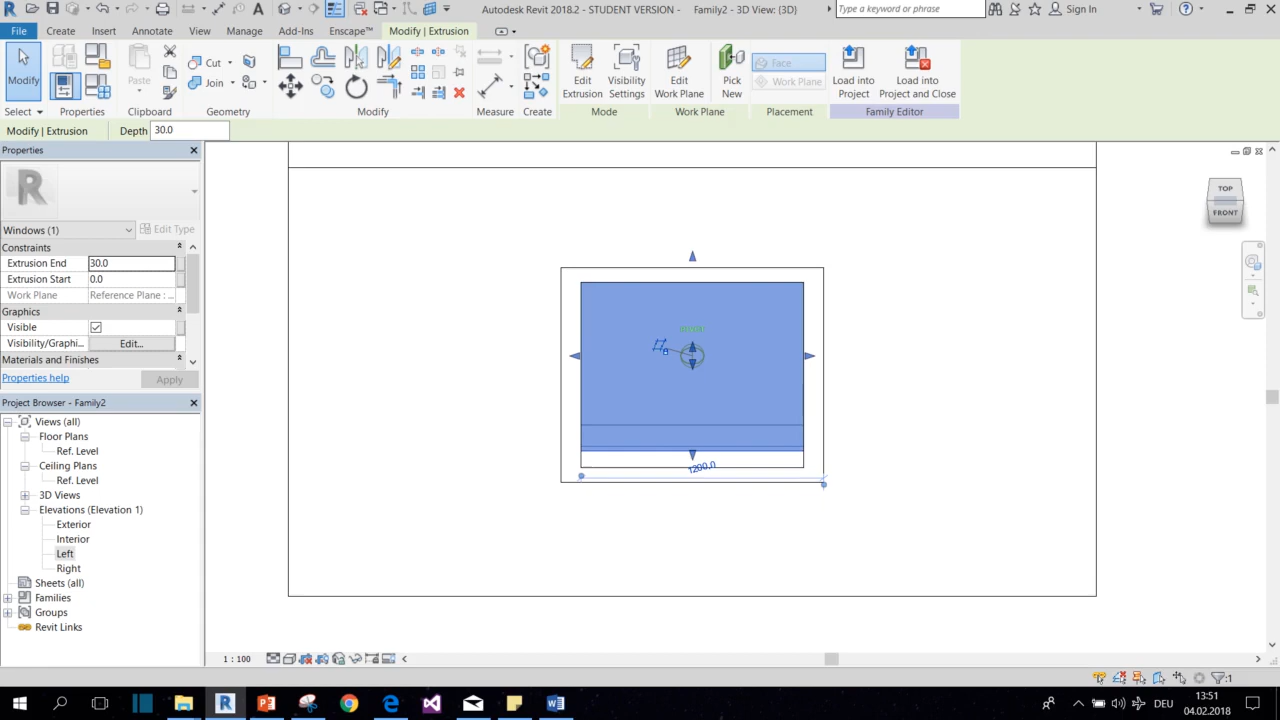 Autodesk Revit 2018.2 - STUDENT VERSION - Family2 - 3D View: {3D}
Type a keyword or phrase
Sign In
File Create Insert Annotate View Manage Add-Ins Enscape™ Modify | Extrusion
Modify
Paste
Cut
Join
Edit Extrusion
Visibility Settings
Edit Work Plane
Pick New
Face
Work Plane
Load into Project
Load into Project and Close
Select Properties Clipboard Geometry Modify Measure Create Mode Work Plane Placement Family Editor
Modify | Extrusion Depth 30.0
Properties
R
Windows (1) Edit Type
Constraints
Extrusion End 30.0
Extrusion Start 0.0
Work Plane Reference Plane : ...
Graphics
Visible
Visibility/Graphi... Edit...
Materials and Finishes
Properties help Apply
Project Browser - Family2
Views (all)
Floor Plans
Ref. Level
Ceiling Plans
Ref. Level
3D Views
Elevations (Elevation 1)
Exterior
Interior
Left
Right
Sheets (all)
Families
Groups
Revit Links
TOP
FRONT
1200.0
1 : 100
:1
DEU
13:51
04.02.2018